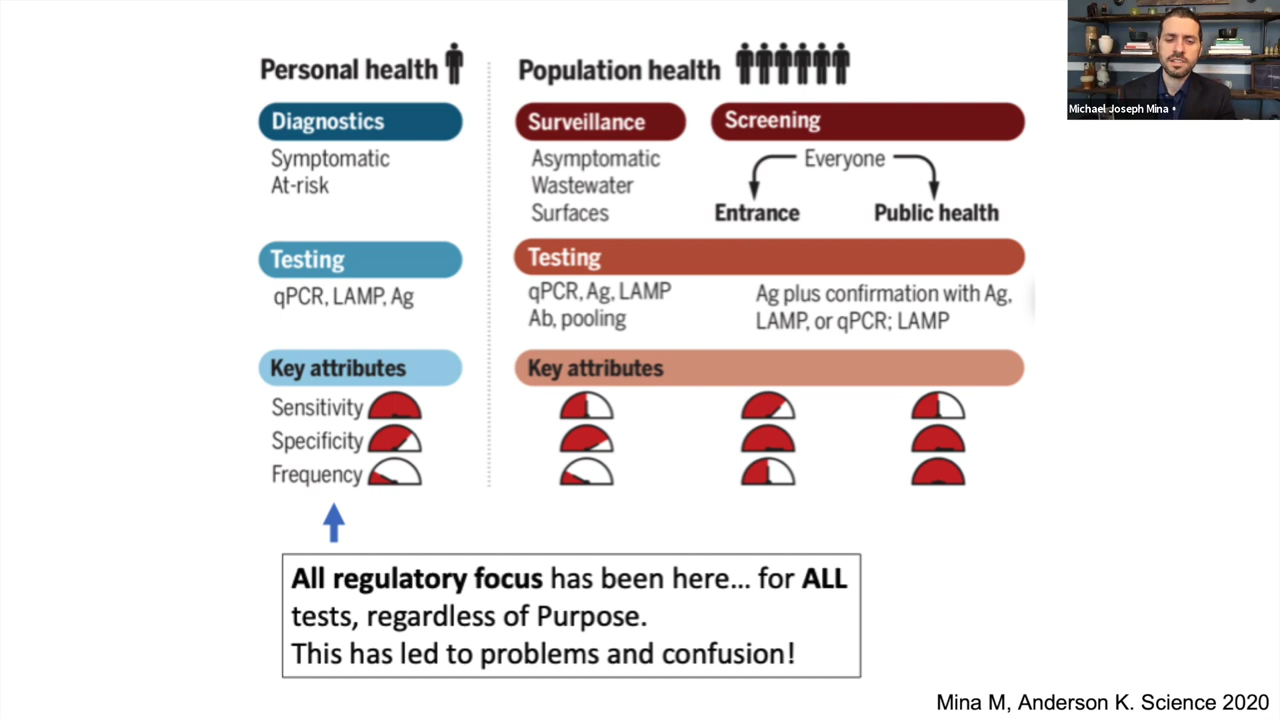 Personal health
Diagnostics
Symptomatic
At-risk
Testing
qPCR, LAMP, Ag
Key attributes
Sensitivity
Specificity
Frequency
Population health
Surveillance
Asymptomatic
Wastewater
Surfaces
Screening
Everyone
Entrance
Public health
Testing
qPCR, Ag, LAMP
Ab, pooling
Ag plus confirmation with Ag,
LAMP, or qPCR; LAMP
Key attributes
All regulatory focus has been here... for ALL
tests, regardless of Purpose.
This has led to problems and confusion!
Michael Joseph Mina
Mina M, Anderson K. Science 2020